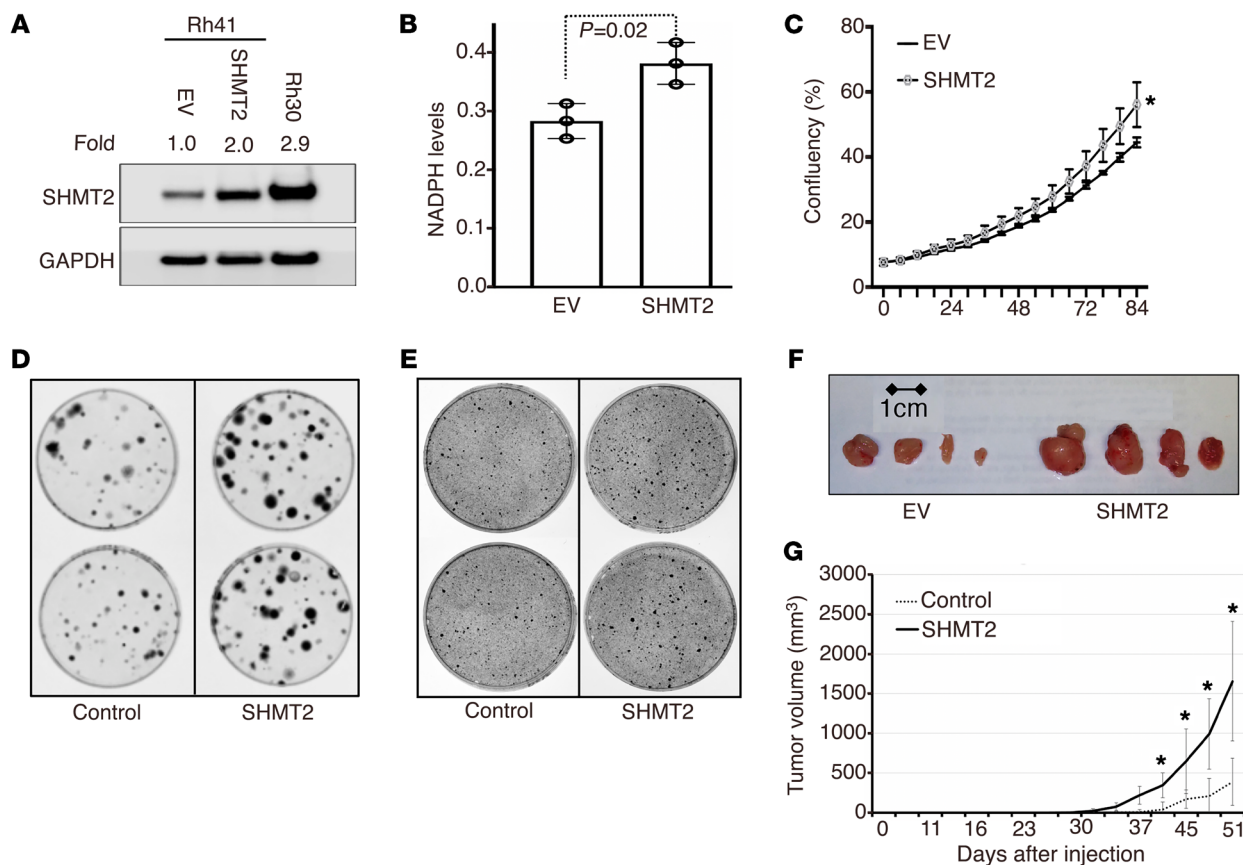 A
Rh41
EV
SHMT2
Rh30
Fold 1.0 2.0 2.9
SHMT2
GAPDH
B
P=0.02
NADPH levels
0.4
0.3
0.2
0.1
0.0
EV SHMT2
C
EV
SHMT2
Confluency (%)
80
60
40
20
0
*
0 24 48 72 84
D
Control SHMT2
E
Control SHMT2
F
1cm
EV SHMT2
G
Control
SHMT2
Tumor volume (mm³)
3000
2500
2000
1500
1000
500
0
* * * *
0 11 16 23 30 37 45 51
Days after injection